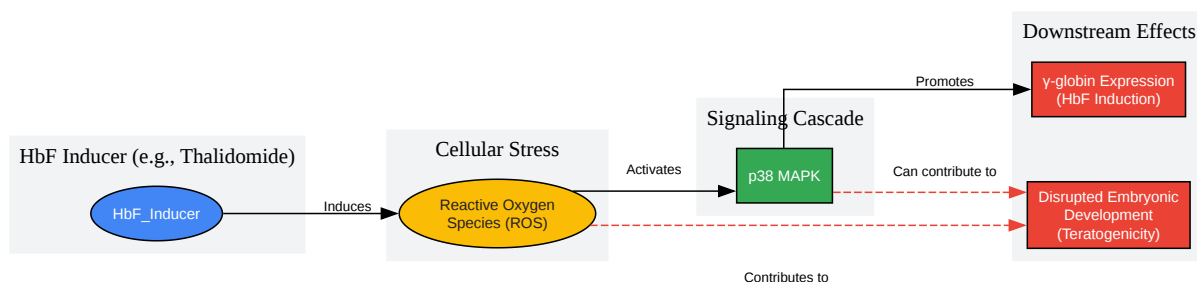 Downstream Effects
γ-globin Expression
(HbF Induction)
Promotes
Signaling Cascade
p38 MAPK
Activates
Can contribute to
Cellular Stress
Reactive Oxygen
Species (ROS)
HbF Inducer (e.g., Thalidomide)
HbF_Inducer
Induces
Disrupted Embryonic
Development
(Teratogenicity)
Contributes to